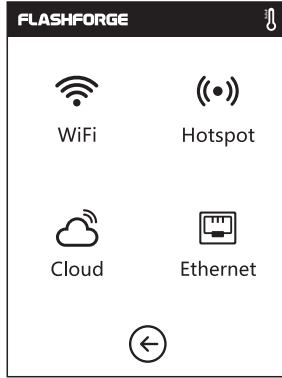 FLASHFORGE
WiFi
Hotspot
Cloud
Ethernet